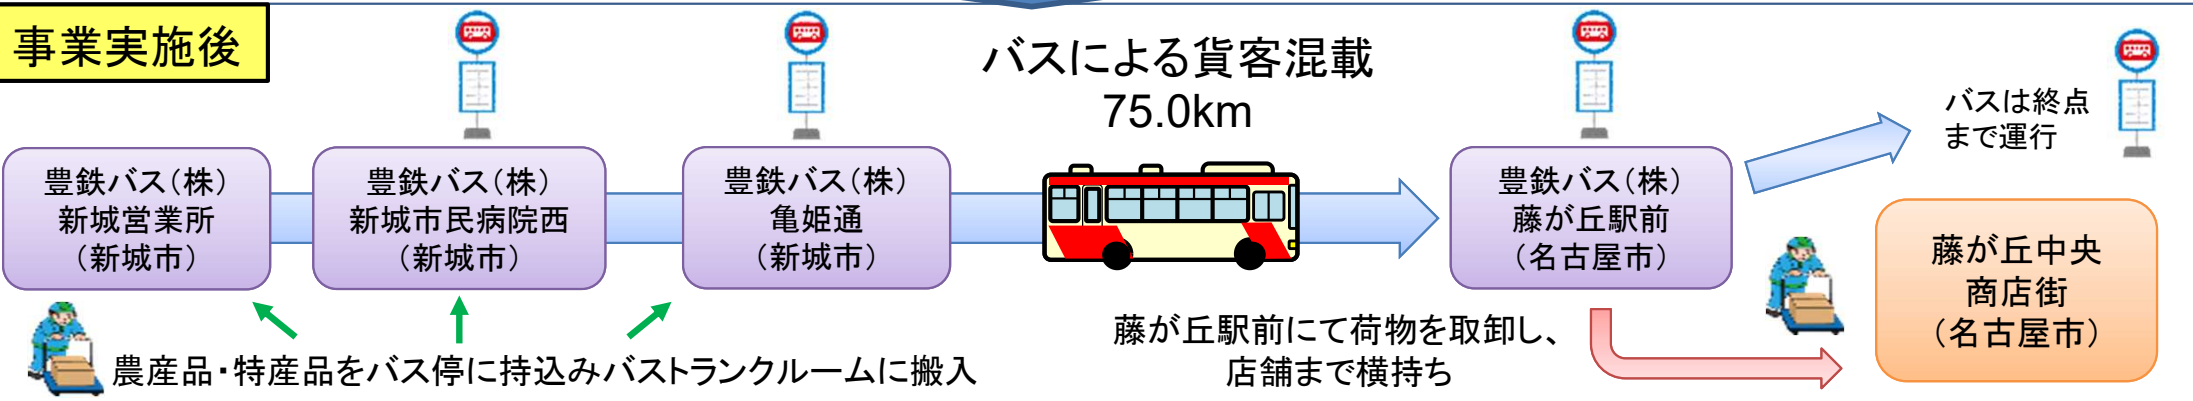 事業実施後
バスによる貨客混載
75.0km
バスは終点
まで運行
豊鉄バス(株)
新城営業所
(新城市)
豊鉄バス(株)
新城市民病院西
(新城市)
豊鉄バス(株)
亀姫通
(新城市)
豊鉄バス(株)
藤が丘駅前
(名古屋市)
藤が丘中央
商店街
(名古屋市)
農産品・特産品をバス停に持込みバストランクルームに搬入
藤が丘駅前にて荷物を取卸し、
店舗まで横持ち